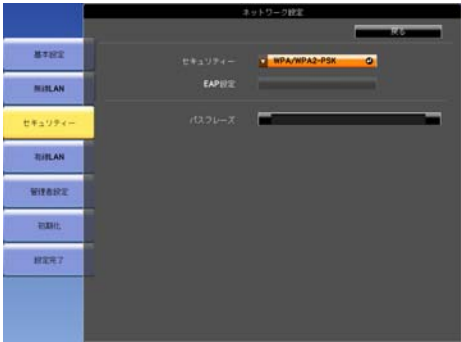 ネットワーク設定
戻る
基本設定
無線LAN
セキュリティー
有線LAN
管理者設定
初期化
設定完了
セキュリティー WPA/WPA2-PSK
EAP設定
パスフレーズ